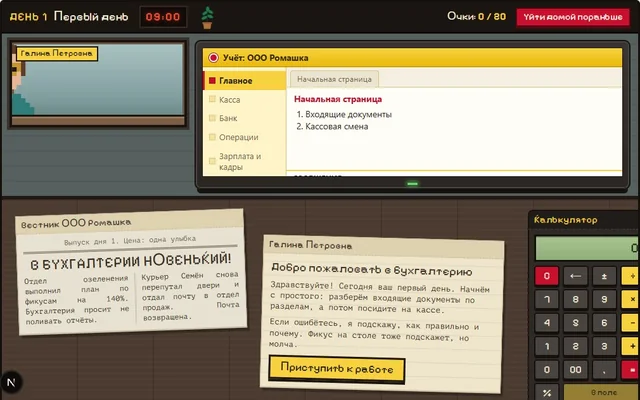 ДЕНЬ 1 Первый день 09:00 Очки: 0 / 80 Уйти домой пораньше
Галина Петровна
Учёт: ООО Ромашка
Главное
Касса
Банк
Операции
Зарплата и
кадры
Начальная страница
Начальная страница
1. Входящие документы
2. Кассовая смена
Вестник ООО Ромашка
Выпуск дня 1. Цена: одна улыбка
В БУХГАЛТЕРИИ НОВЕНЬКИЙ!
Отдел озеленения
выполнил план по
фикусам на 140%.
Бухгалтерия просит не
поливать отчёты.
Курьер Семён снова
перепутал двери и
отдал почту в отдел
продаж. Почта
возвращена.
Галина Петровна
Добро пожаловать в бухгалтерию
Здравствуйте! Сегодня ваш первый день. Начнём
с простого: разберём входящие документы по
разделам, а потом посидите на кассе.
Если ошибётесь, я подскажу, как правильно и
почему. Фикус на столе тоже подскажет, но
молча.
Приступить к работе
Калькулятор
0
C ← ± ÷
7 8 9
4 5 6 -
1 2 3 +
0 00 , =
% В поле
N